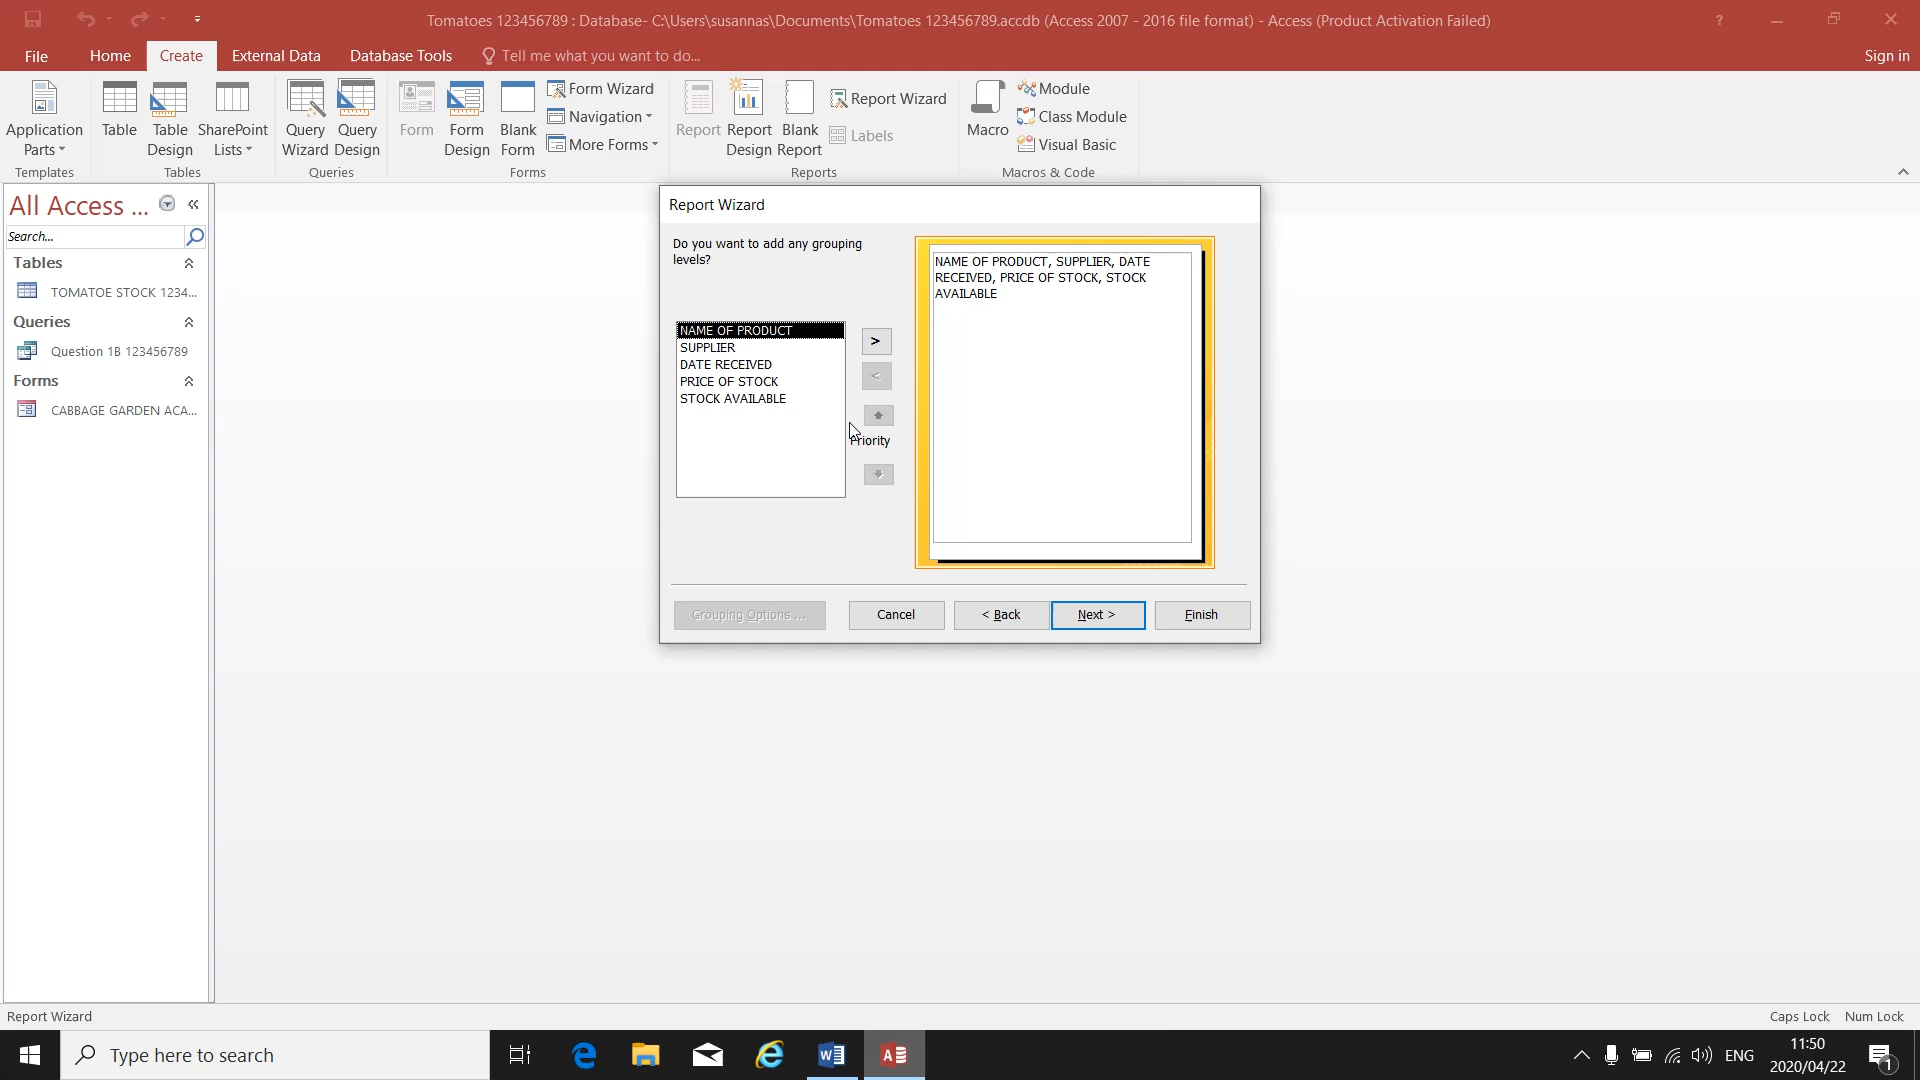 Tomatoes 123456789 : Database- C:\Users\susannas\Documents\Tomatoes 123456789.accdb (Access 2007 - 2016 file format) - Access (Product Activation Failed)
?
File
Home
Create
External Data
Database Tools
Tell me what you want to do...
Sign in
Application Parts
Table
Table Design
SharePoint Lists
Query Wizard
Query Design
Form
Form Design
Blank Form
Form Wizard
Navigation
More Forms
Report
Report Design
Blank Report
Report Wizard
Labels
Macro
Module
Class Module
Visual Basic
Templates
Tables
Queries
Forms
Reports
Macros & Code
All Access ...
Search...
Tables
TOMATOE STOCK 1234...
Queries
Question 1B 123456789
Forms
CABBAGE GARDEN ACA...
Report Wizard
Do you want to add any grouping
levels?
NAME OF PRODUCT
SUPPLIER
DATE RECEIVED
PRICE OF STOCK
STOCK AVAILABLE
>
<
Priority
NAME OF PRODUCT, SUPPLIER, DATE
RECEIVED, PRICE OF STOCK, STOCK
AVAILABLE
Grouping Options ...
Cancel
< Back
Next >
Finish
Report Wizard
Caps Lock
Num Lock
Type here to search
ENG
11:50
2020/04/22
1